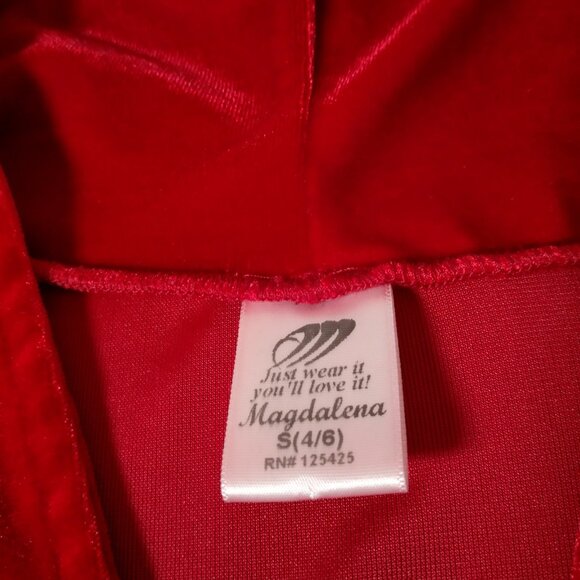 Just wear it
you'll love it!
Magdalena
S(4/6)
RN# 125425